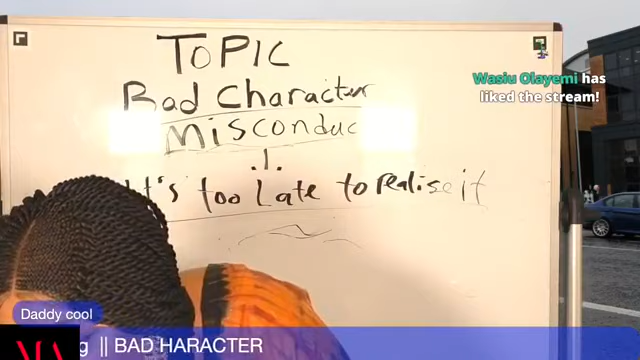 TOPIC
Bad Character
Misconduc
It's too Late to realise it
Wasiu Olayemi has
liked the stream!
Daddy cool
g || BAD HARACTER